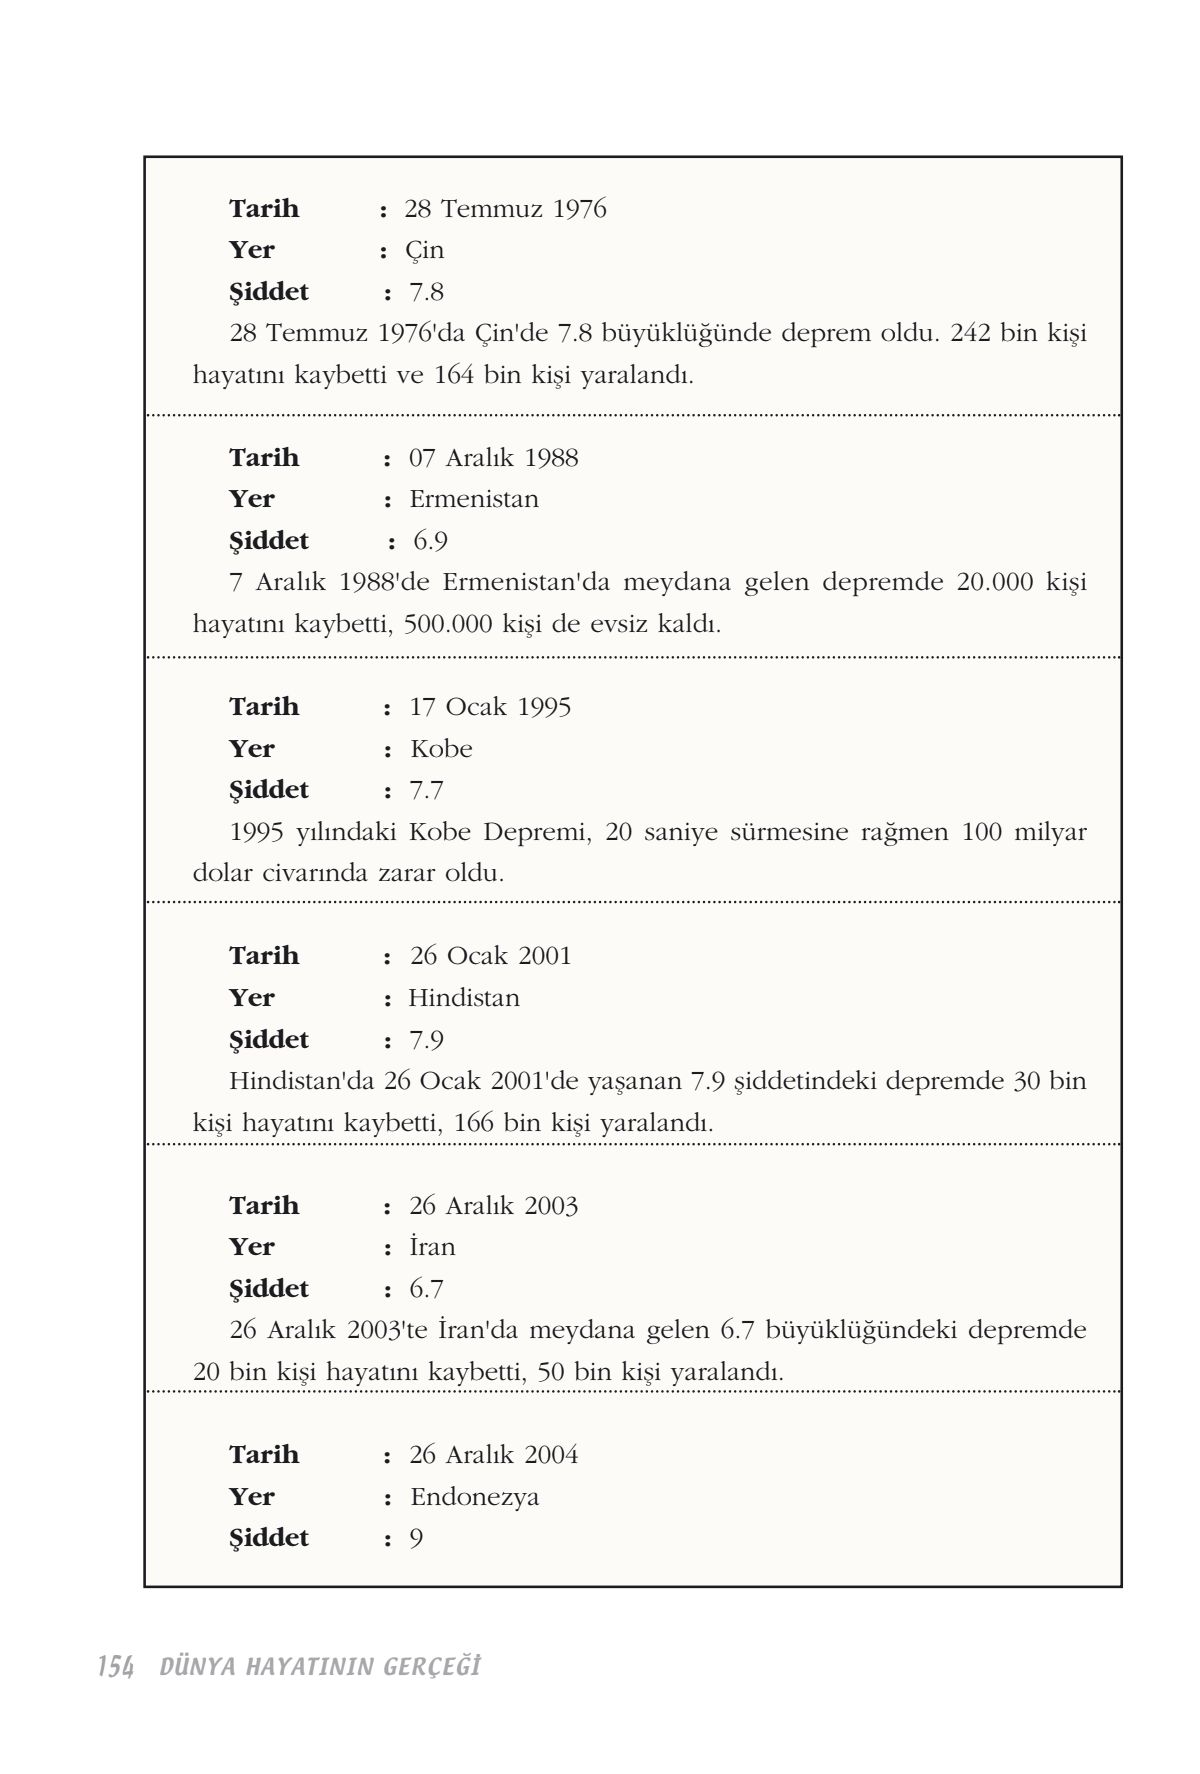 Tarih : 28 Temmuz 1976
Yer : Çin
Şiddet : 7.8
28 Temmuz 1976'da Çin'de 7.8 büyüklüğünde deprem oldu. 242 bin kişi
hayatını kaybetti ve 164 bin kişi yaralandı.
Tarih : 07 Aralık 1988
Yer : Ermenistan
Şiddet : 6.9
7 Aralık 1988'de Ermenistan'da meydana gelen depremde 20.000 kişi
hayatını kaybetti, 500.000 kişi de evsiz kaldı.
Tarih : 17 Ocak 1995
Yer : Kobe
Şiddet : 7.7
1995 yılındaki Kobe Depremi, 20 saniye sürmesine rağmen 100 milyar
dolar civarında zarar oldu.
Tarih : 26 Ocak 2001
Yer : Hindistan
Şiddet : 7.9
Hindistan'da 26 Ocak 2001'de yaşanan 7.9 şiddetindeki depremde 30 bin
kişi hayatını kaybetti, 166 bin kişi yaralandı.
Tarih : 26 Aralık 2003
Yer : İran
Şiddet : 6.7
26 Aralık 2003'te İran'da meydana gelen 6.7 büyüklüğündeki depremde
20 bin kişi hayatını kaybetti, 50 bin kişi yaralandı.
Tarih : 26 Aralık 2004
Yer : Endonezya
Şiddet : 9
154 DÜNYA HAYATININ GERÇEĞİ